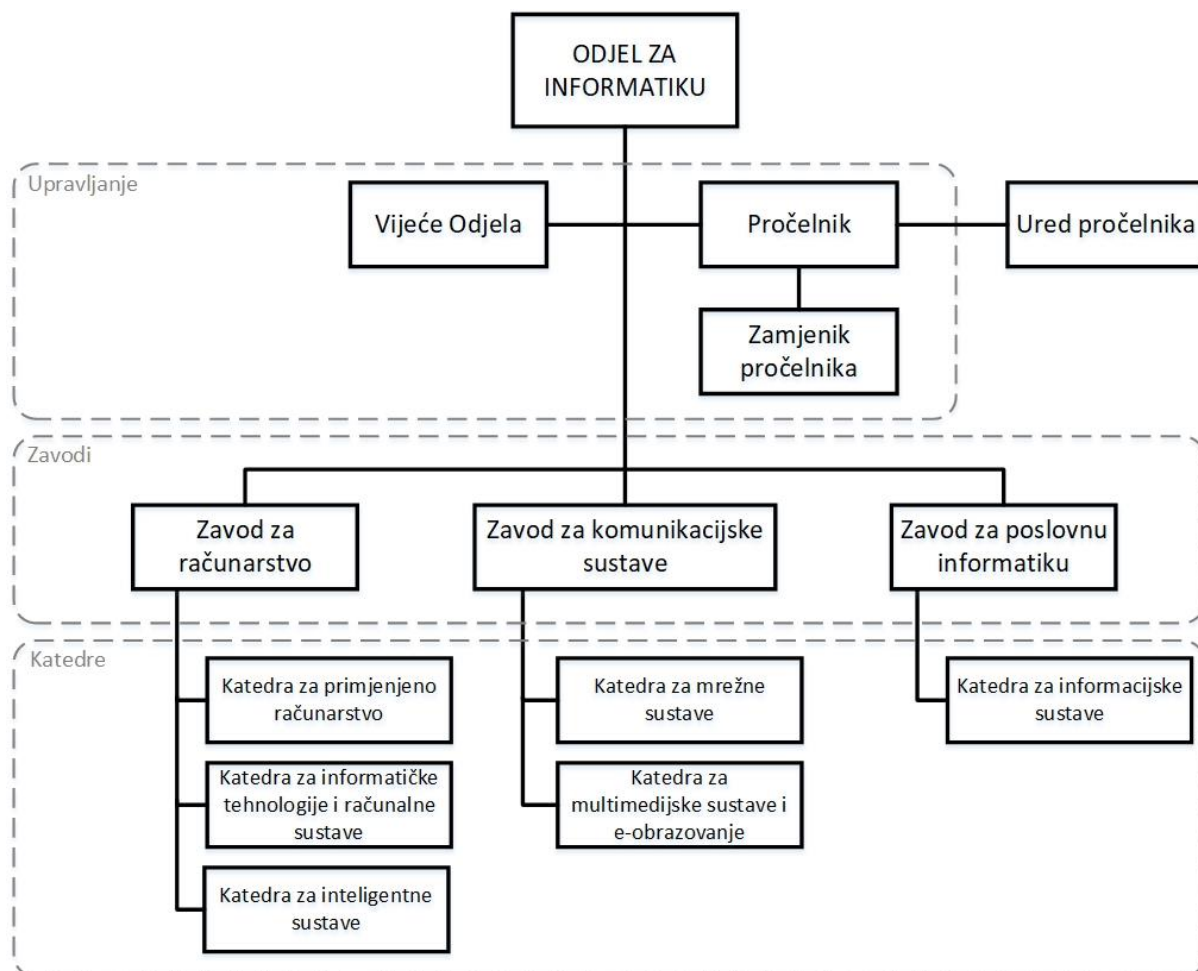 ODJEL ZA
INFORMATIKU
Upravljanje
Vijeće Odjela
Pročelnik
Ured pročelnika
Zamjenik
pročelnika
Zavodi
Zavod za
računarstvo
Zavod za komunikacijske
sustave
Zavod za poslovnu
informatiku
Katedre
Katedra za primjenjeno
računarstvo
Katedra za informatičke
tehnologije i računalne
sustave
Katedra za inteligentne
sustave
Katedra za mrežne
sustave
Katedra za
multimedijske sustave i
e-obrazovanje
Katedra za informacijske
sustave